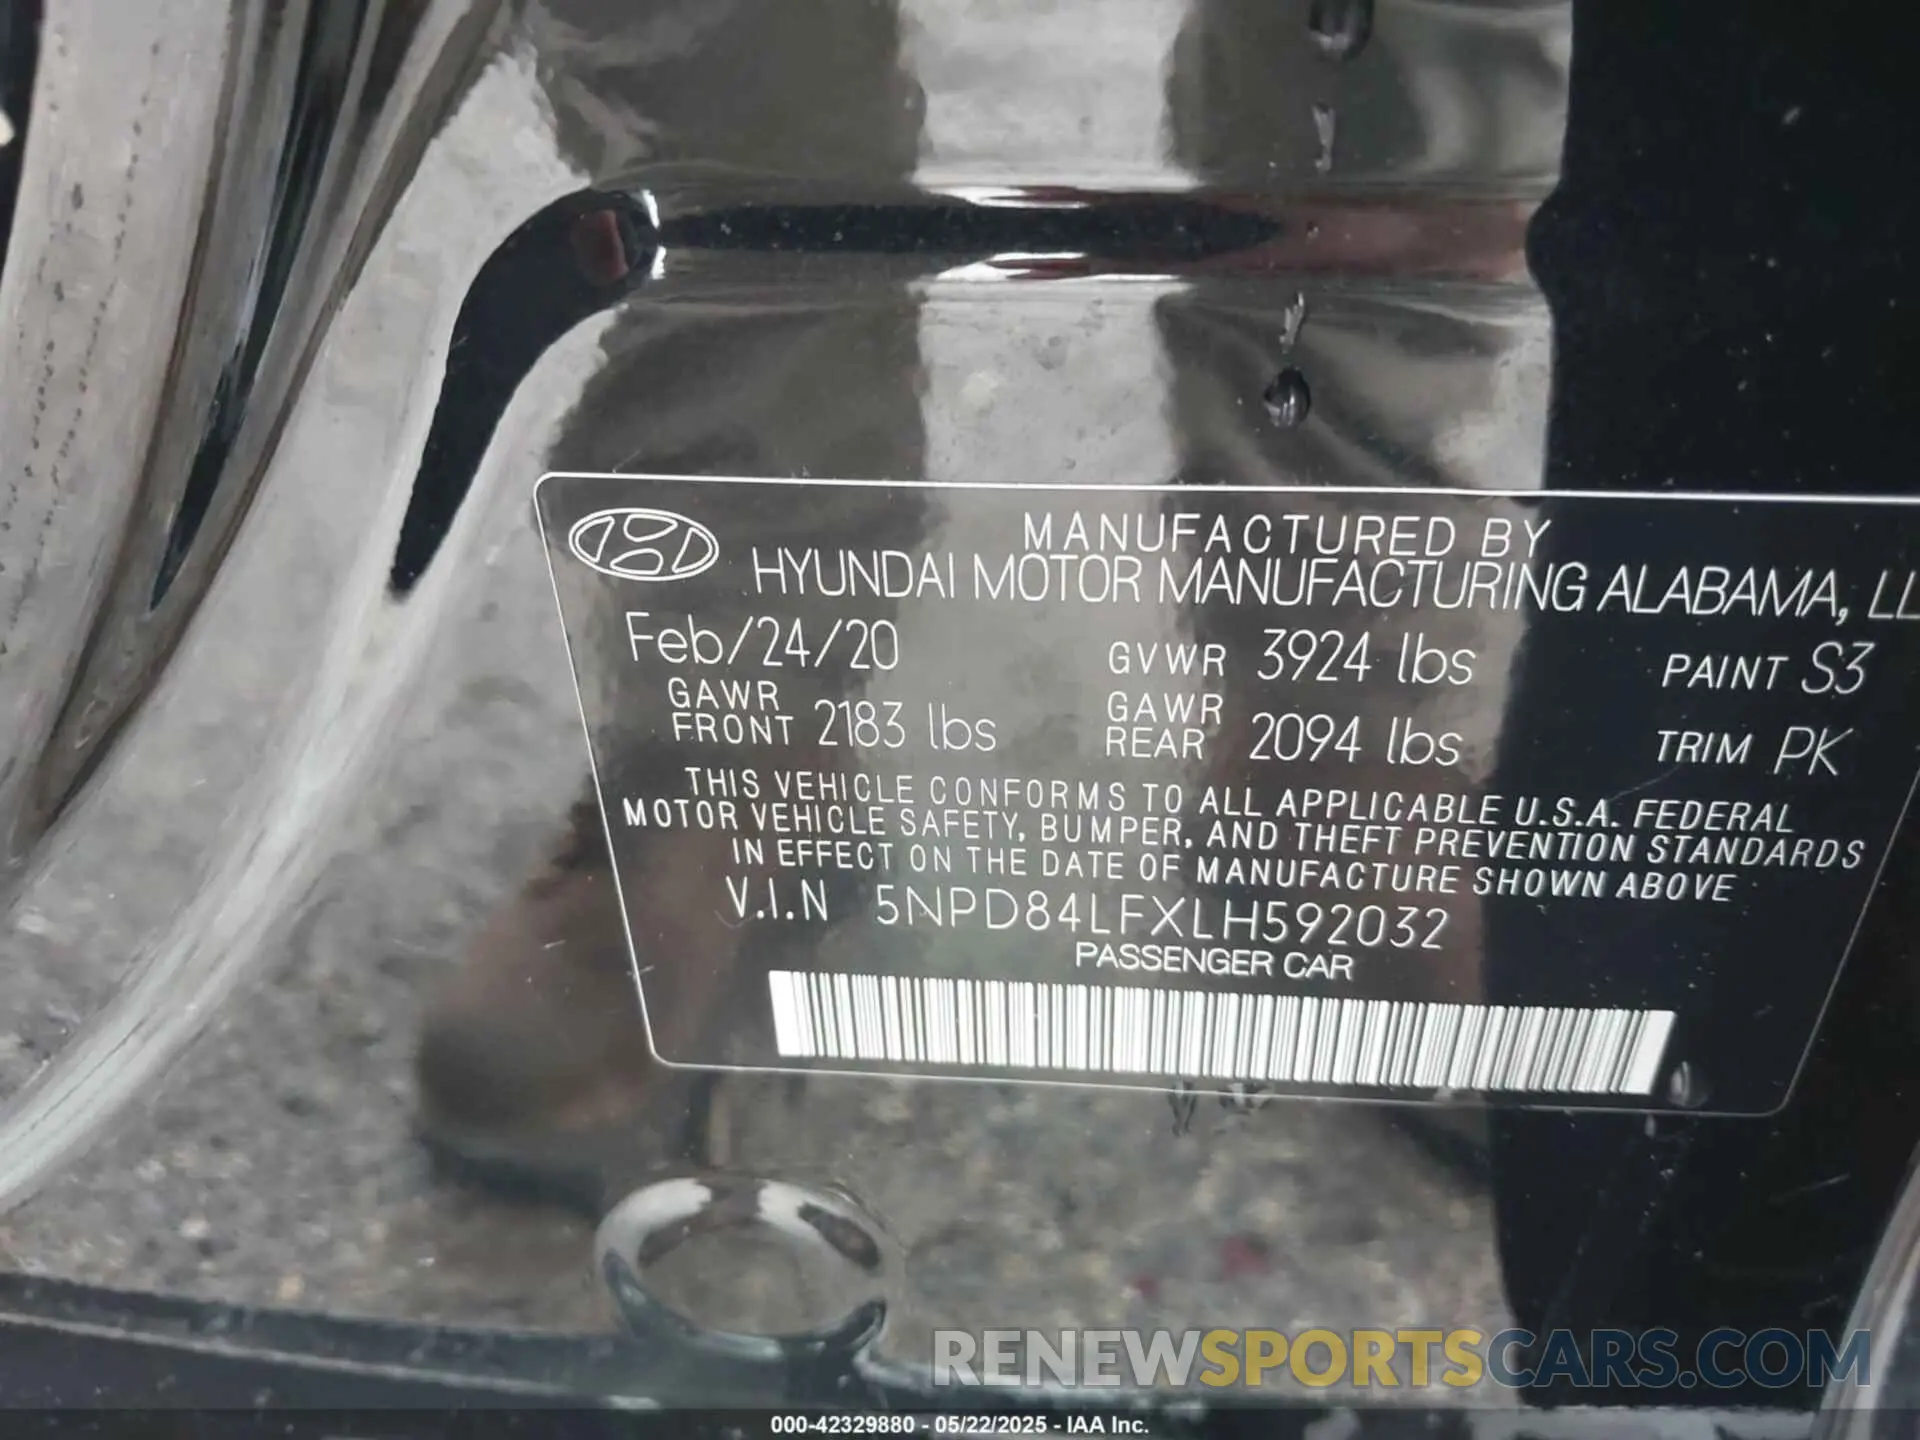 MANUFACTURED BY
HYUNDAI MOTOR MANUFACTURING ALABAMA, LL
Feb/24/20 GVWR 3924 lbs PAINT S3
GAWR FRONT 2183 lbs GAWR REAR 2094 lbs TRIM PK
THIS VEHICLE CONFORMS TO ALL APPLICABLE U.S.A. FEDERAL
MOTOR VEHICLE SAFETY, BUMPER, AND THEFT PREVENTION STANDARDS
IN EFFECT ON THE DATE OF MANUFACTURE SHOWN ABOVE
V.I.N 5NPD84LFXLH592032
PASSENGER CAR
RENEWSPORTSCARS.COM
000-42329880 - 05/22/2025 - IAA Inc.